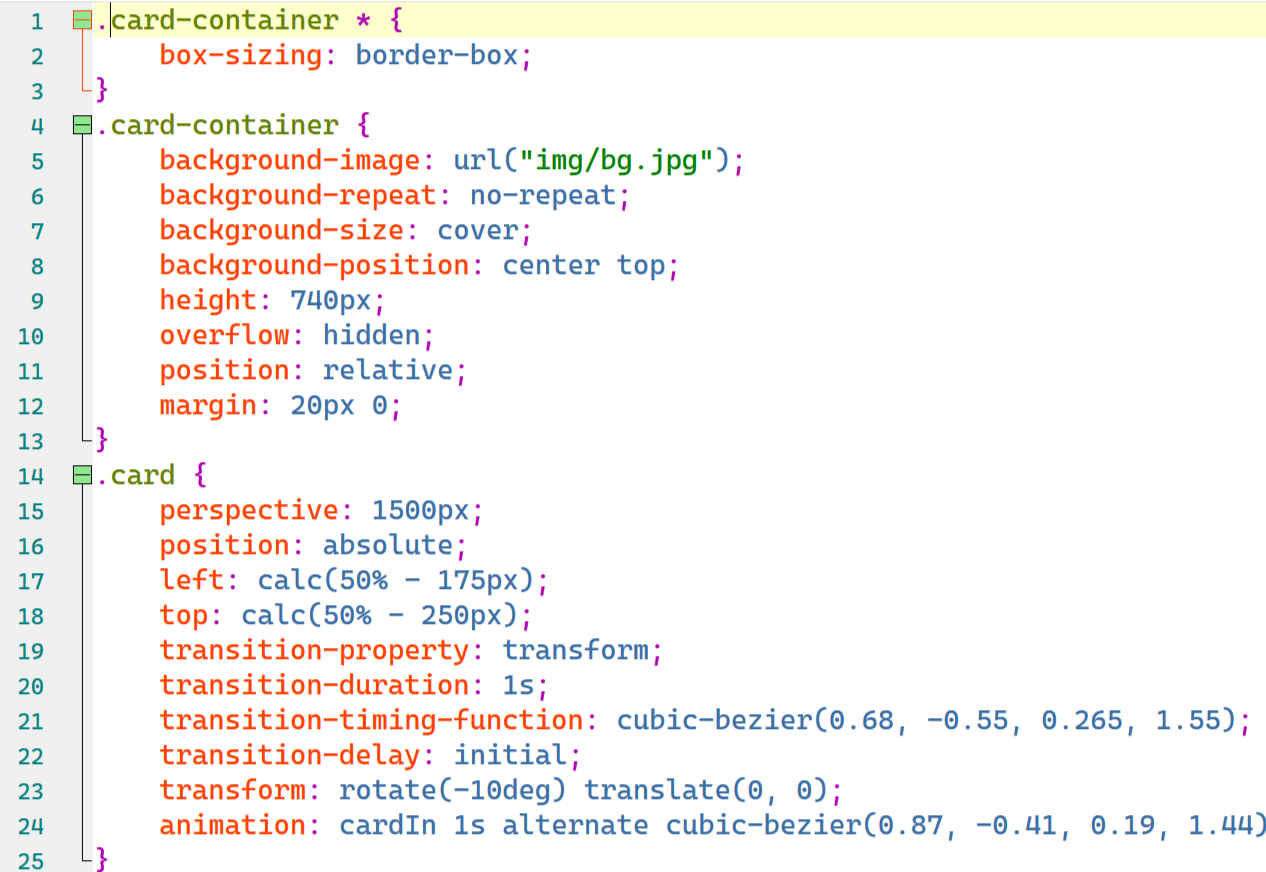 1 .card-container * {
2     box-sizing: border-box;
3 }
4 .card-container {
5     background-image: url("img/bg.jpg");
6     background-repeat: no-repeat;
7     background-size: cover;
8     background-position: center top;
9     height: 740px;
10     overflow: hidden;
11     position: relative;
12     margin: 20px 0;
13 }
14 .card {
15     perspective: 1500px;
16     position: absolute;
17     left: calc(50% - 175px);
18     top: calc(50% - 250px);
19     transition-property: transform;
20     transition-duration: 1s;
21     transition-timing-function: cubic-bezier(0.68, -0.55, 0.265, 1.55);
22     transition-delay: initial;
23     transform: rotate(-10deg) translate(0, 0);
24     animation: cardIn 1s alternate cubic-bezier(0.87, -0.41, 0.19, 1.44)
25 }